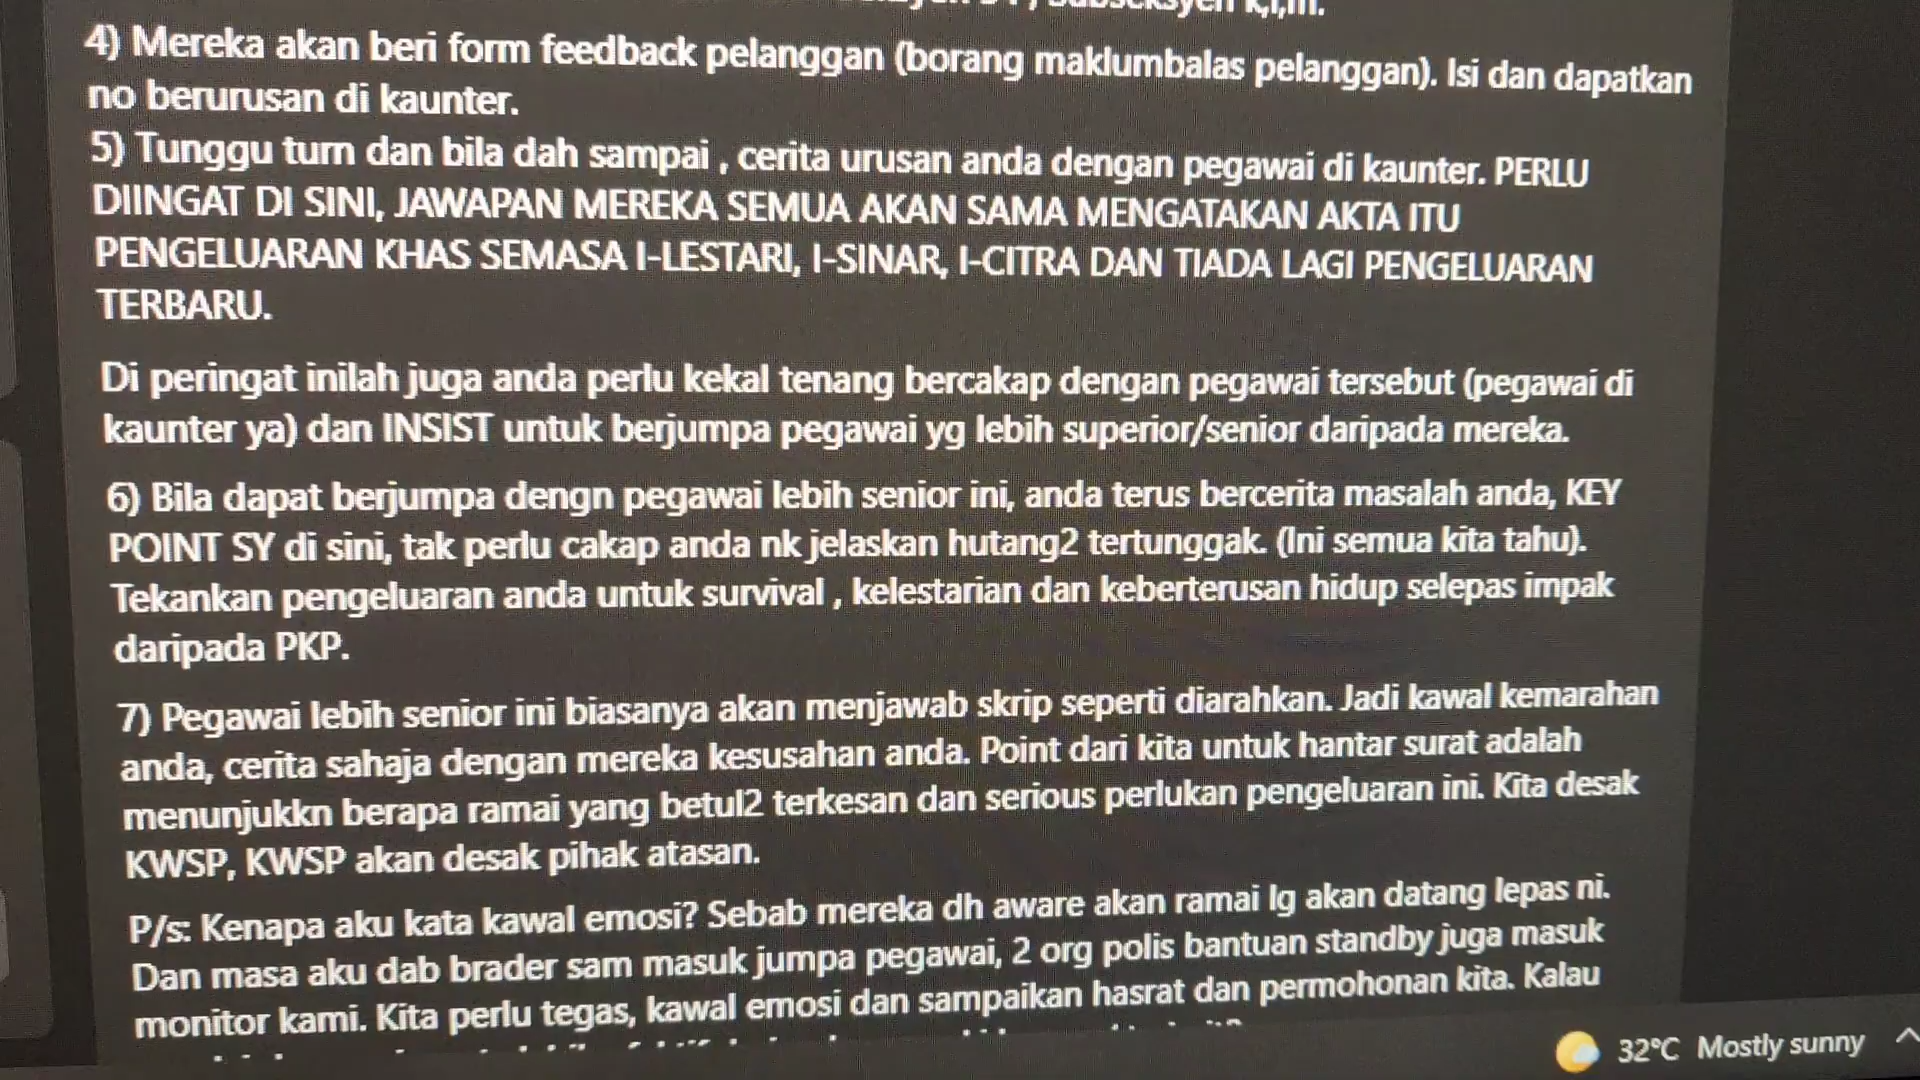 4) Mereka akan beri form feedback pelanggan (borang maklumbalas pelanggan). Isi dan dapatkan
no berurusan di kaunter.
5) Tunggu turn dan bila dah sampai , cerita urusan anda dengan pegawai di kaunter. PERLU
DIINGAT DI SINI, JAWAPAN MEREKA SEMUA AKAN SAMA MENGATAKAN AKTA ITU
PENGELUARAN KHAS SEMASA I-LESTARI, I-SINAR, I-CITRA DAN TIADA LAGI PENGELUARAN
TERBARU.
Di peringat inilah juga anda perlu kekal tenang bercakap dengan pegawai tersebut (pegawai di
kaunter ya) dan INSIST untuk berjumpa pegawai yg lebih superior/senior daripada mereka.
6) Bila dapat berjumpa dengn pegawai lebih senior ini, anda terus bercerita masalah anda, KEY
POINT SY di sini, tak perlu cakap anda nk jelaskan hutang2 tertunggak. (Ini semua kita tahu).
Tekankan pengeluaran anda untuk survival , kelestarian dan keberterusan hidup selepas impak
daripada PKP.
7) Pegawai lebih senior ini biasanya akan menjawab skrip seperti diarahkan. Jadi kawal kemarahan
anda, cerita sahaja dengan mereka kesusahan anda. Point dari kita untuk hantar surat adalah
menunjukkn berapa ramai yang betul2 terkesan dan serious perlukan pengeluaran ini. Kita desak
KWSP, KWSP akan desak pihak atasan.
P/s: Kenapa aku kata kawal emosi? Sebab mereka dh aware akan ramai lg akan datang lepas ni.
Dan masa aku dab brader sam masuk jumpa pegawai, 2 org polis bantuan standby juga masuk
monitor kami. Kita perlu tegas, kawal emosi dan sampaikan hasrat dan permohonan kita. Kalau
32°C Mostly sunny